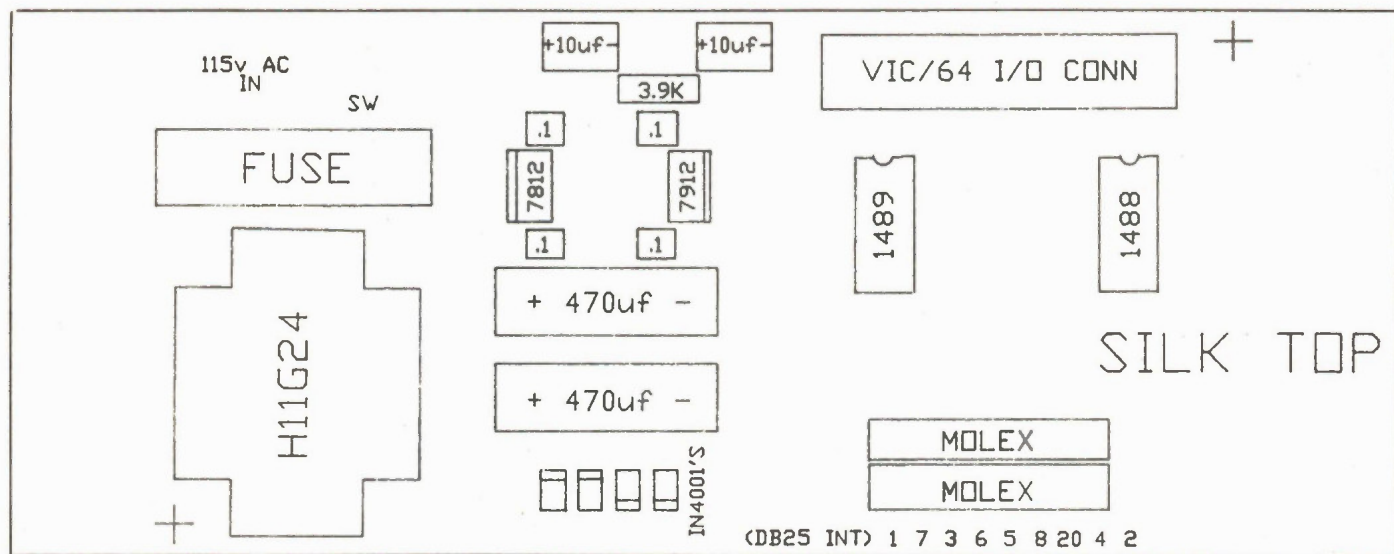 115v AC
IN
SW
FUSE
H11G24
+10uf-
+10uf-
3.9K
.1
.1
7812
7912
.1
.1
+ 470uf -
+ 470uf -
IN4001'S
VIC/64 I/O CONN
1489
1488
SILK TOP
MOLEX
MOLEX
(DB25 INT) 1 7 3 6 5 8 20 4 2